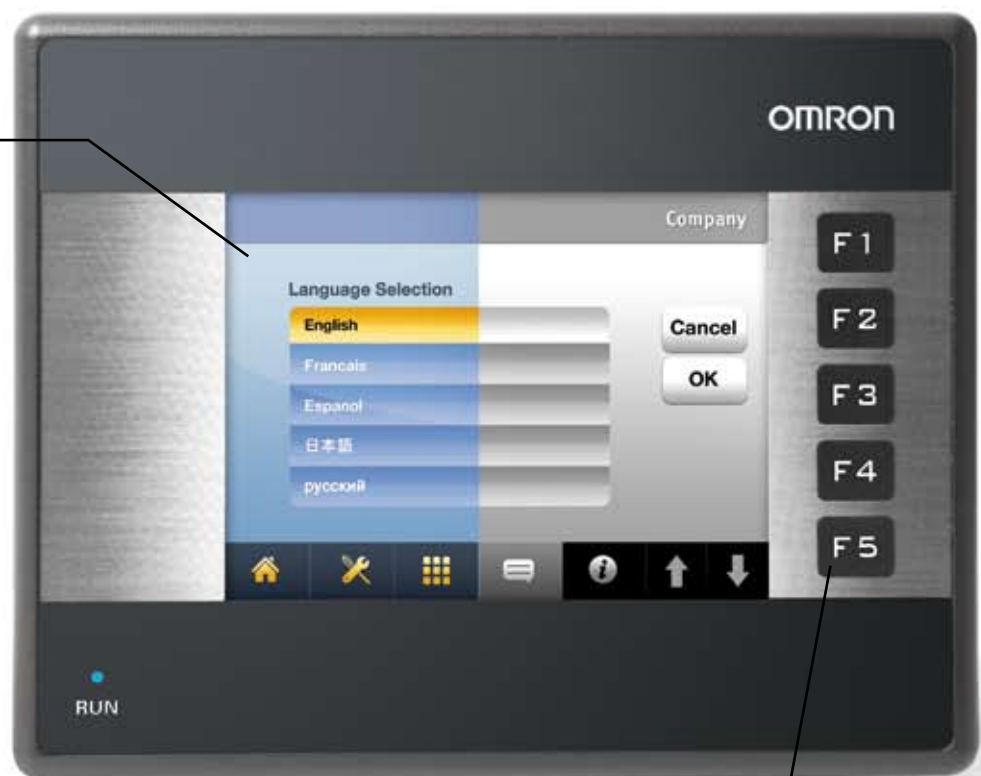 OMRON
Company
F1
Language Selection
English
Cancel
F2
Francais
OK
F3
Espanol
日本語
русский
F4
F5
RUN